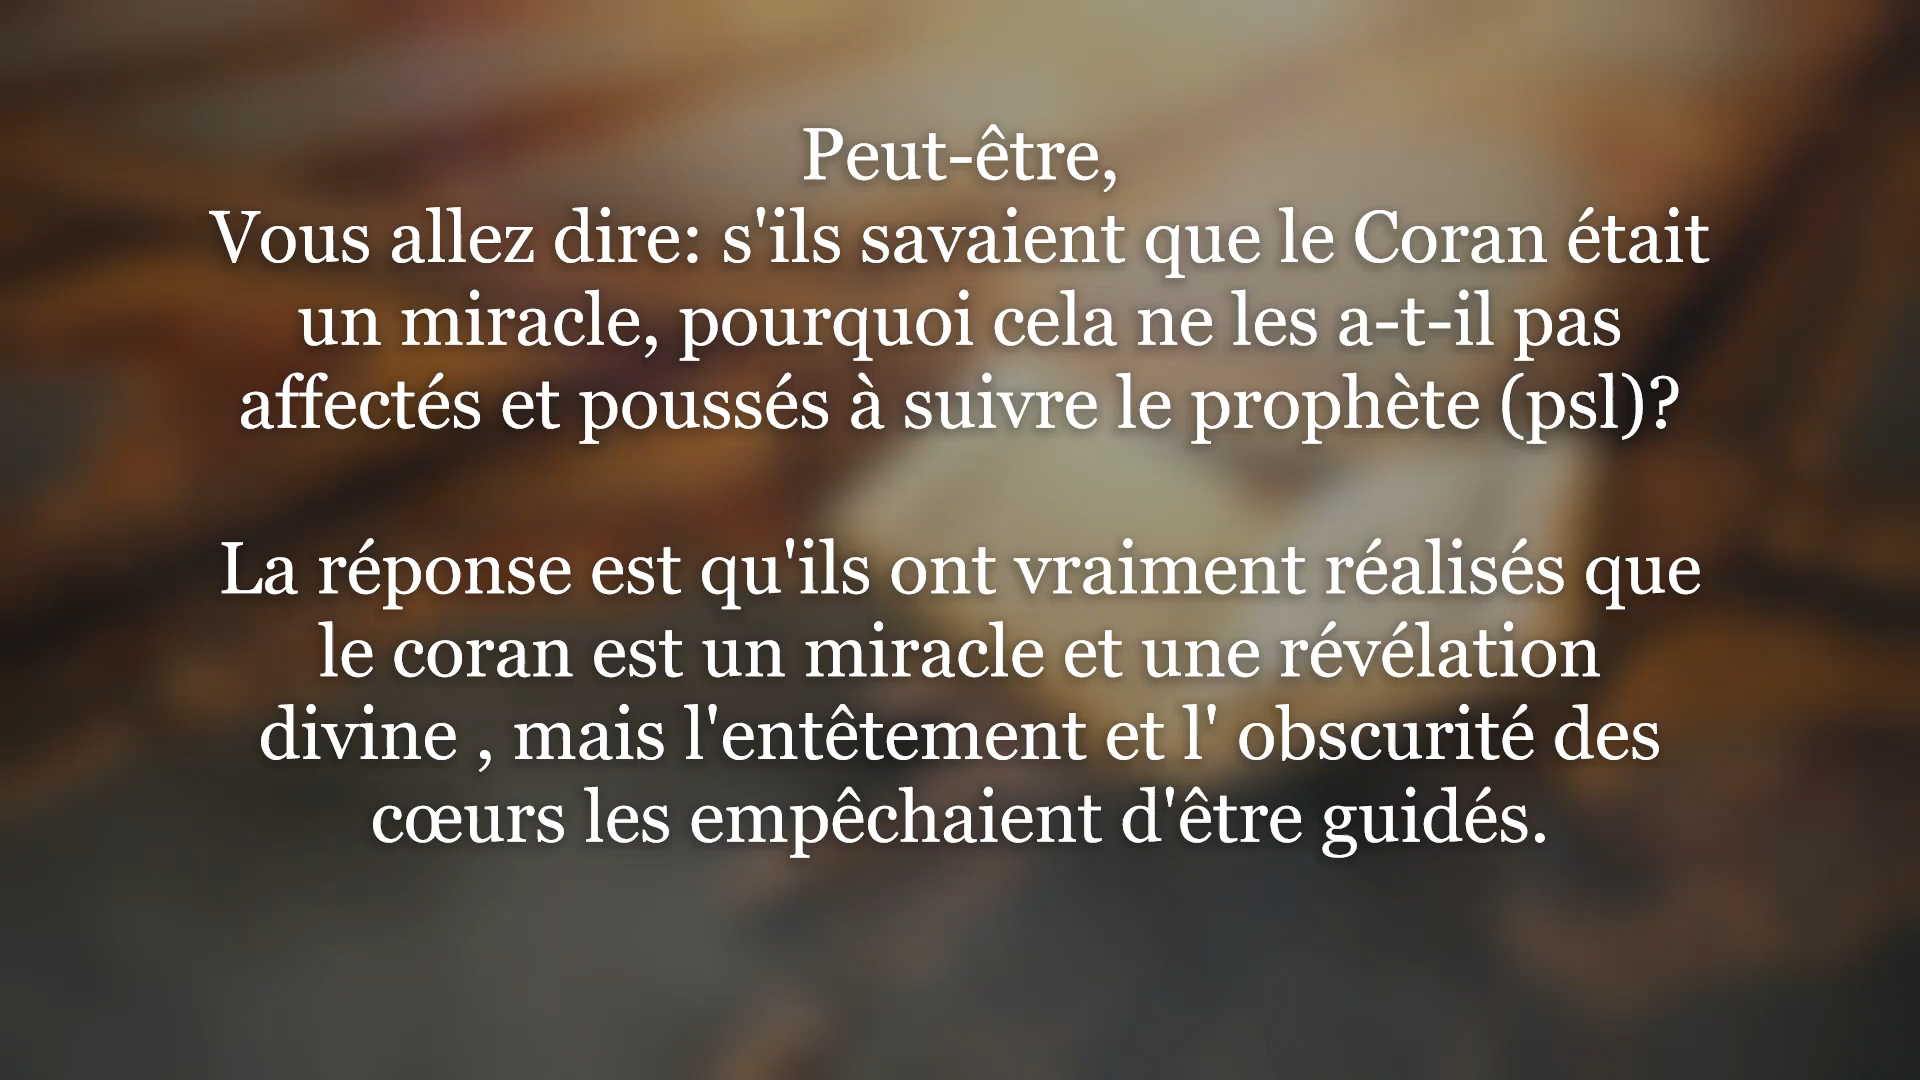 Peut-être,
Vous allez dire: s'ils savaient que le Coran était
un miracle, pourquoi cela ne les a-t-il pas
affectés et poussés à suivre le prophète (psl)?
La réponse est qu'ils ont vraiment réalisés que
le coran est un miracle et une révélation
divine , mais l'entêtement et l' obscurité des
cœurs les empêchaient d'être guidés.